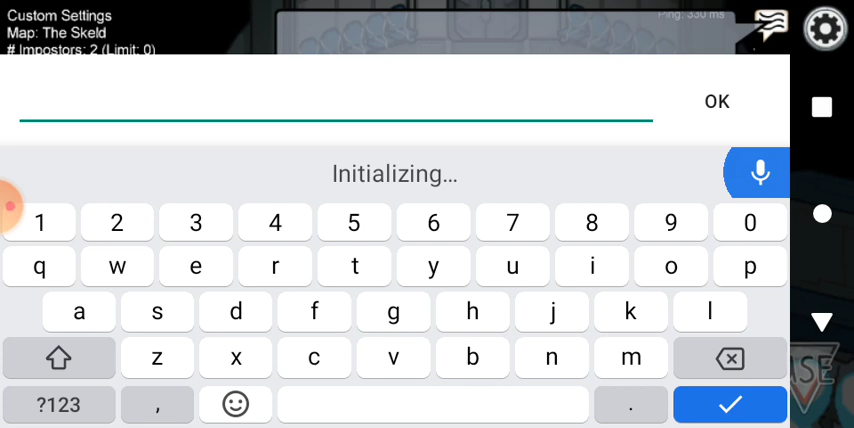 Custom Settings
Map: The Skeld
# Impostors: 2 (Limit: 0)
Ping: 330 ms
OK
Initializing...
1 2 3 4 5 6 7 8 9 0
q w e r t y u i o p
a s d f g h j k l
z x c v b n m
?123 , .